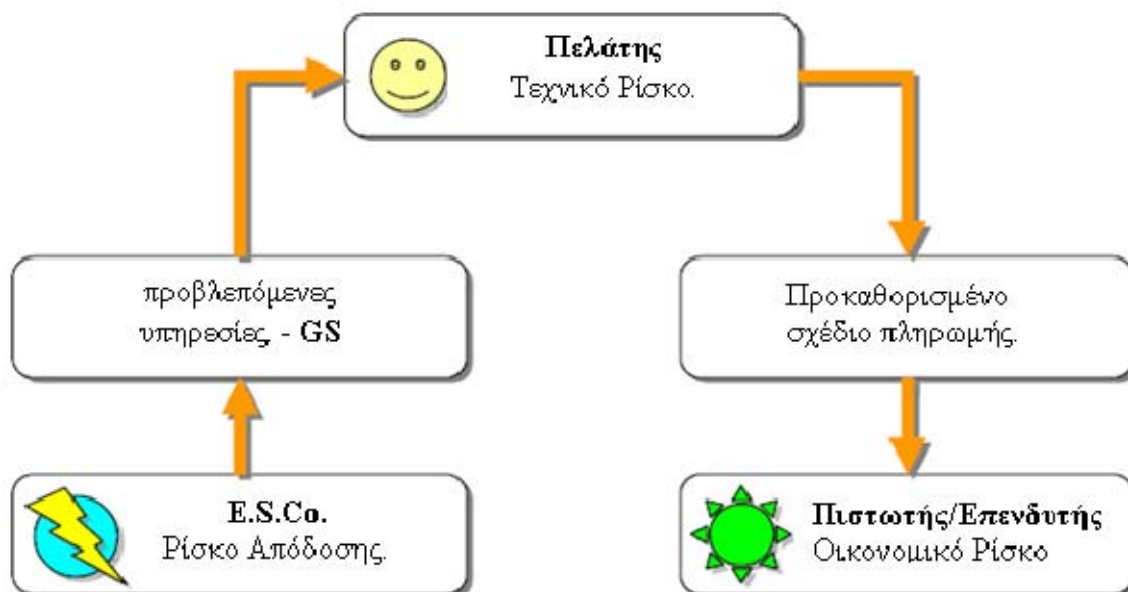 Πελάτης
Τεχνικό Ρίσκο.
προβλεπόμενες
υπηρεσίες, - GS
Προκαθορισμένο
σχέδιο πληρωμής.
E.S.Co.
Ρίσκο Απόδοσης.
Πιστωτής/Επενδυτής
Οικονομικό Ρίσκο